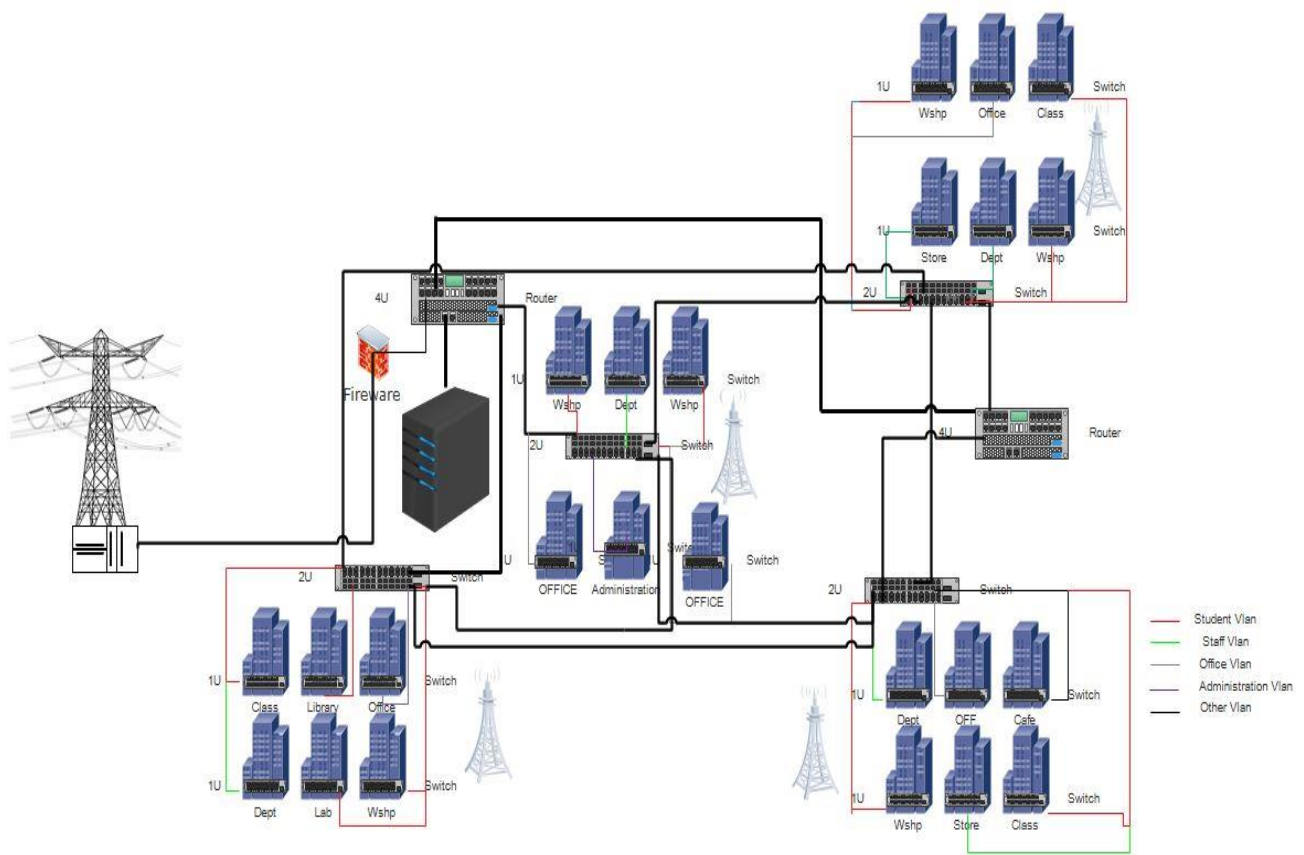 1U
Switch
Wshp
Office
Class
1U
Switch
Store
Dept
Wshp
2U
Switch
4U
Router
Fireware
1U
Switch
Wshp
Dept
Wshp
2U
Switch
4U
Router
U
1U
S
Switch
U
Switch
OFFICE
Administration
OFFICE
2U
Switch
1U
Switch
Class
Library
Office
1U
Switch
Dept
Lab
Wshp
2U
Switch
1U
Switch
Dept
OFF
Cafe
1U
Switch
Wshp
Store
Class
Student Vlan
Staff Vlan
Office Vlan
Administration Vlan
Other Vlan